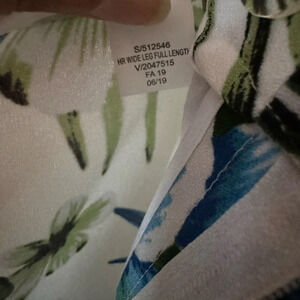 S/512546
HR WIDE LEG FULL LENGTH
V/2047515
FA 19
06/19